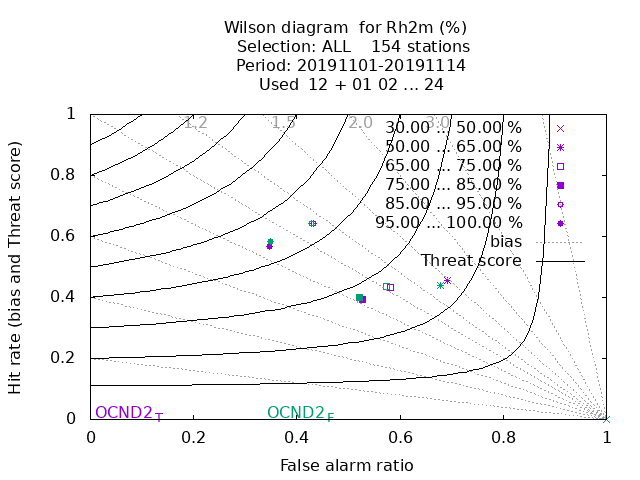 Wilson diagram  for Rh2m (%)
Selection: ALL    154 stations
Period: 20191101-20191114
Used  12 + 01 02 ... 24
Hit rate (bias and Threat score)
1
0.8
0.6
0.4
0.2
0
1.2 1.5 2.0 3.0
30.00 ... 50.00 %
50.00 ... 65.00 %
65.00 ... 75.00 %
75.00 ... 85.00 %
85.00 ... 95.00 %
95.00 ... 100.00 %
bias
Threat score
OCND2_T OCND2_F
0 0.2 0.4 0.6 0.8 1
False alarm ratio